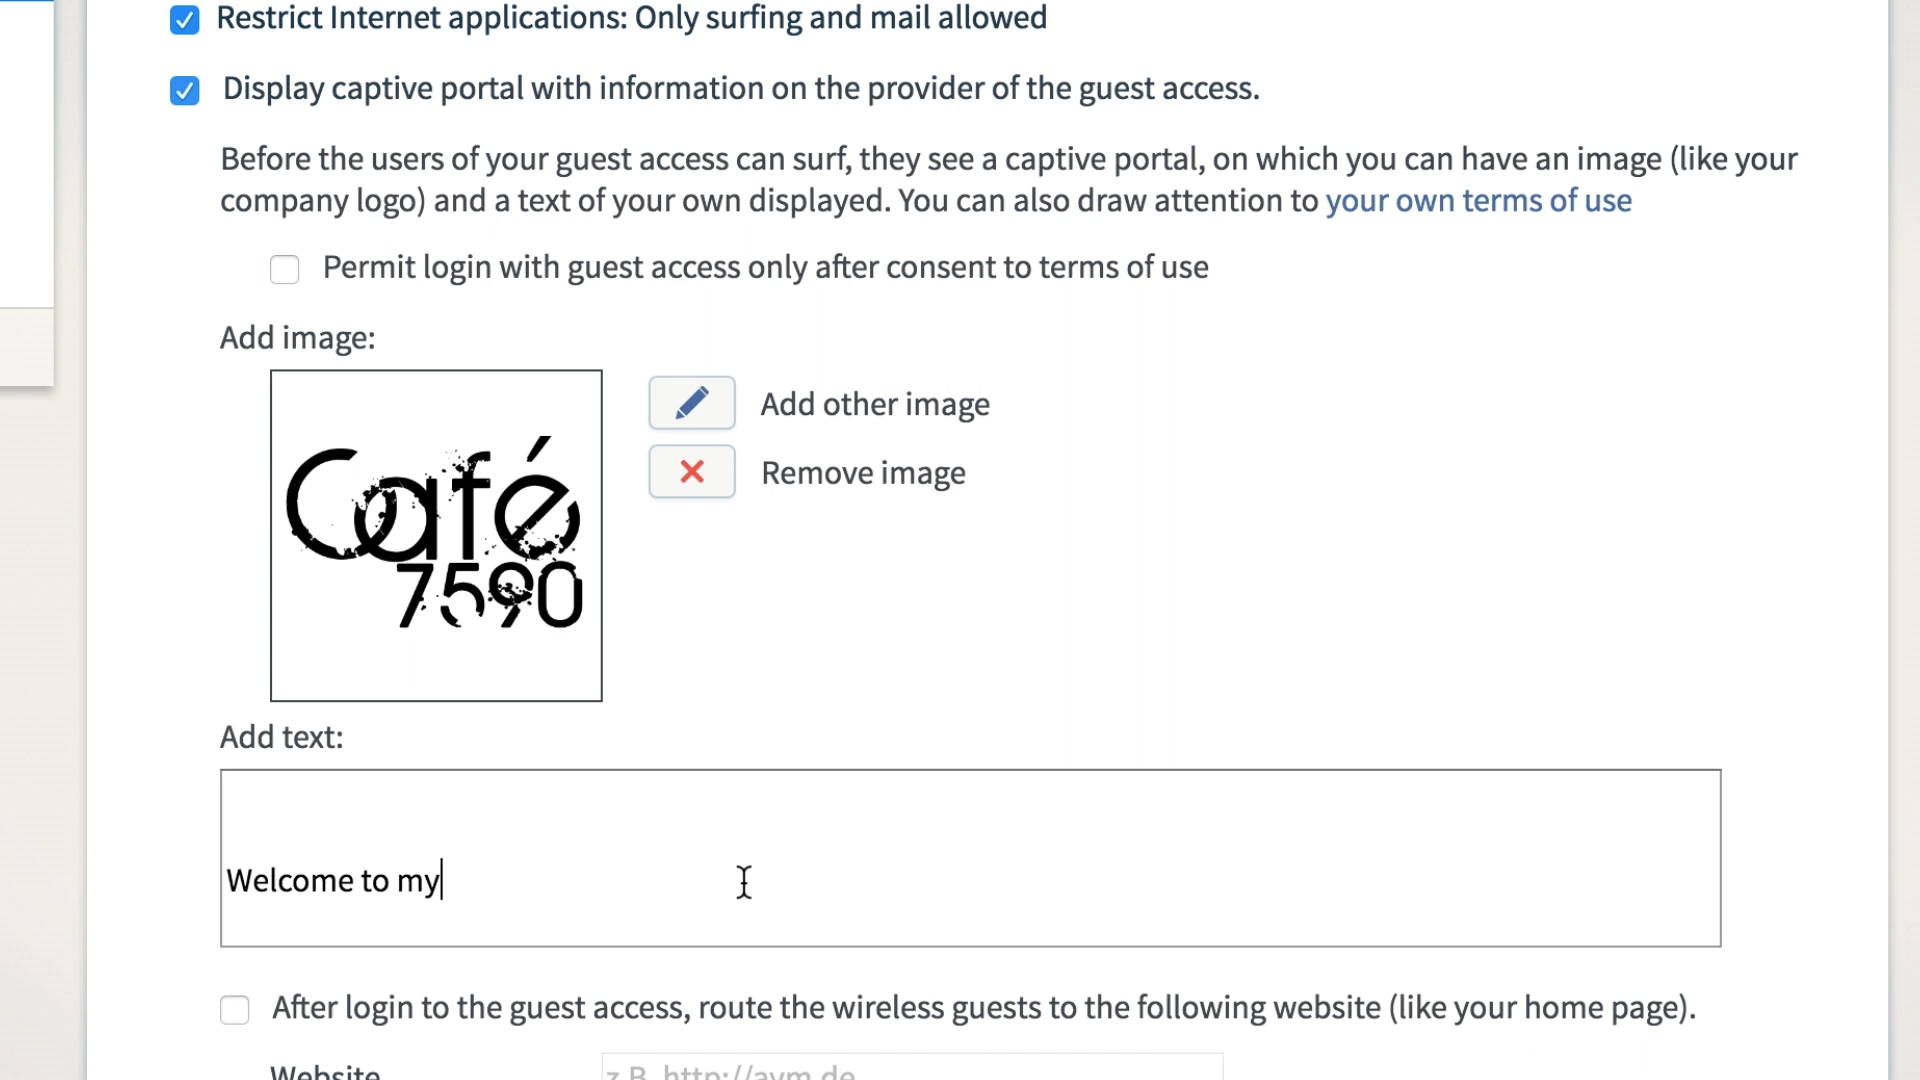 Restrict Internet applications: Only surfing and mail allowed
Display captive portal with information on the provider of the guest access.
Before the users of your guest access can surf, they see a captive portal, on which you can have an image (like your
company logo) and a text of your own displayed. You can also draw attention to your own terms of use
Permit login with guest access only after consent to terms of use
Add image:
Café
7590
Add other image
Remove image
Add text:
Welcome to my
After login to the guest access, route the wireless guests to the following website (like your home page).
Website
z.B. http://avm.de